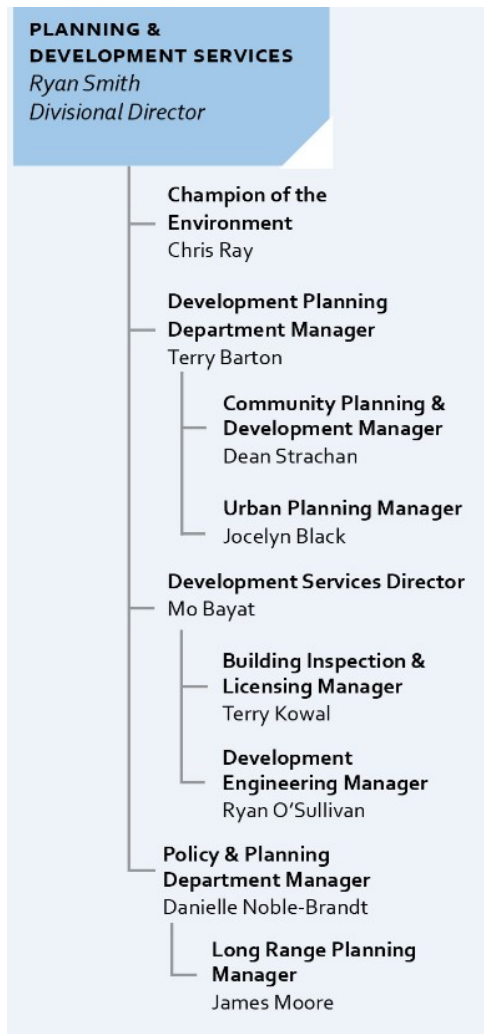 PLANNING &
DEVELOPMENT SERVICES
Ryan Smith
Divisional Director
Champion of the
Environment
Chris Ray
Development Planning
Department Manager
Terry Barton
Community Planning &
Development Manager
Dean Strachan
Urban Planning Manager
Jocelyn Black
Development Services Director
Mo Bayat
Building Inspection &
Licensing Manager
Terry Kowal
Development
Engineering Manager
Ryan O’Sullivan
Policy & Planning
Department Manager
Danielle Noble-Brandt
Long Range Planning
Manager
James Moore